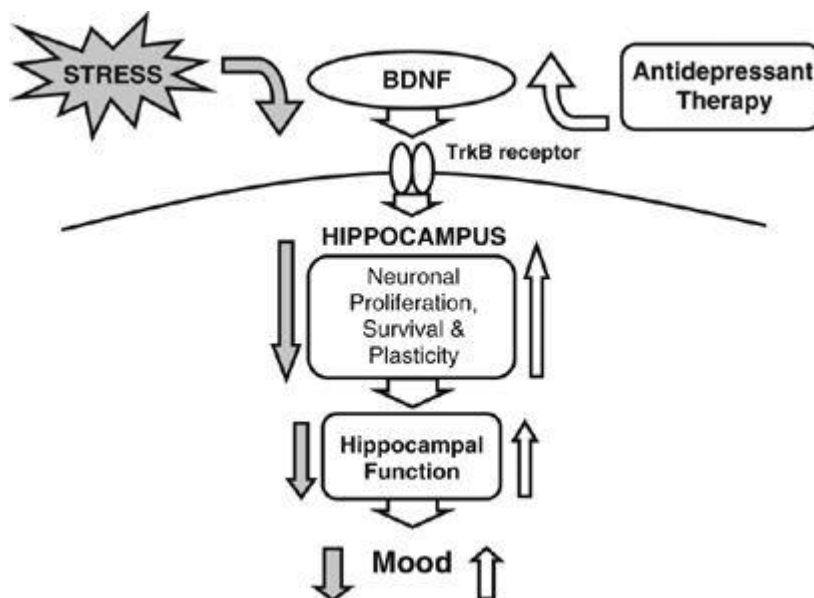 STRESS
BDNF
Antidepressant
Therapy
TrkB receptor
HIPPOCAMPUS
Neuronal
Proliferation,
Survival &
Plasticity
Hippocampal
Function
Mood